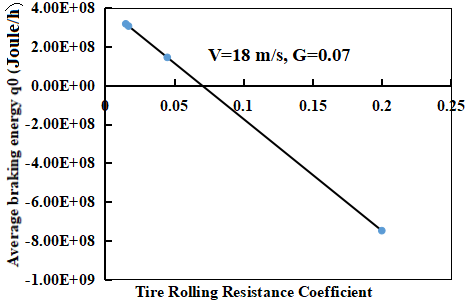 4.00E+08
2.00E+08
0.00E+00
-2.00E+08
-4.00E+08
-6.00E+08
-8.00E+08
-1.00E+09
0
0.05
0.1
0.15
0.2
0.25
V=18 m/s, G=0.07
Average braking energy q0 (Joule/h)
Tire Rolling Resistance Coefficient